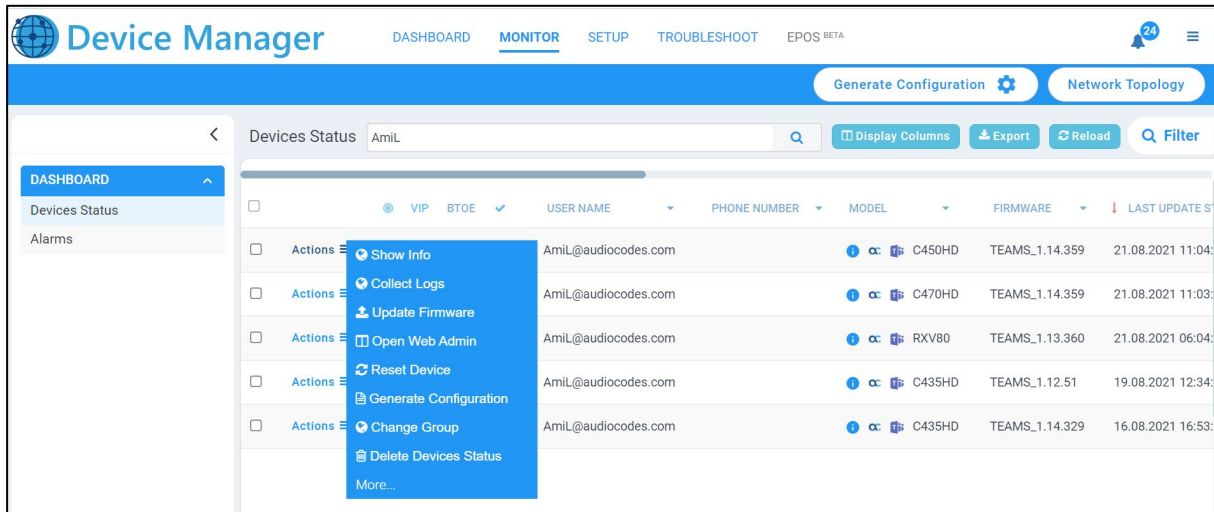 Device Manager DASHBOARD MONITOR SETUP TROUBLESHOOT EPOS BETA 24
Generate Configuration Network Topology
Devices Status AmiL Display Columns Export Reload Filter
DASHBOARD
Devices Status
Alarms
VIP BTOE USER NAME PHONE NUMBER MODEL FIRMWARE LAST UPDATE ST
Actions AmiL@audiocodes.com C450HD TEAMS_1.14.359 21.08.2021 11:04:
Actions AmiL@audiocodes.com C470HD TEAMS_1.14.359 21.08.2021 11:03:
Actions AmiL@audiocodes.com RXV80 TEAMS_1.13.360 21.08.2021 06:04:
Actions AmiL@audiocodes.com C435HD TEAMS_1.12.51 19.08.2021 12:34:
Actions AmiL@audiocodes.com C435HD TEAMS_1.14.329 16.08.2021 16:53:
Show Info
Collect Logs
Update Firmware
Open Web Admin
Reset Device
Generate Configuration
Change Group
Delete Devices Status
More...